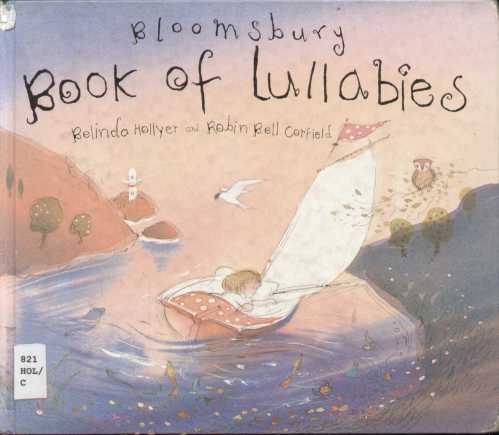 Bloomsbury
Book of Lullabies
Belinda Hollyer and Robin Bell Corfield
821
HOL/
C